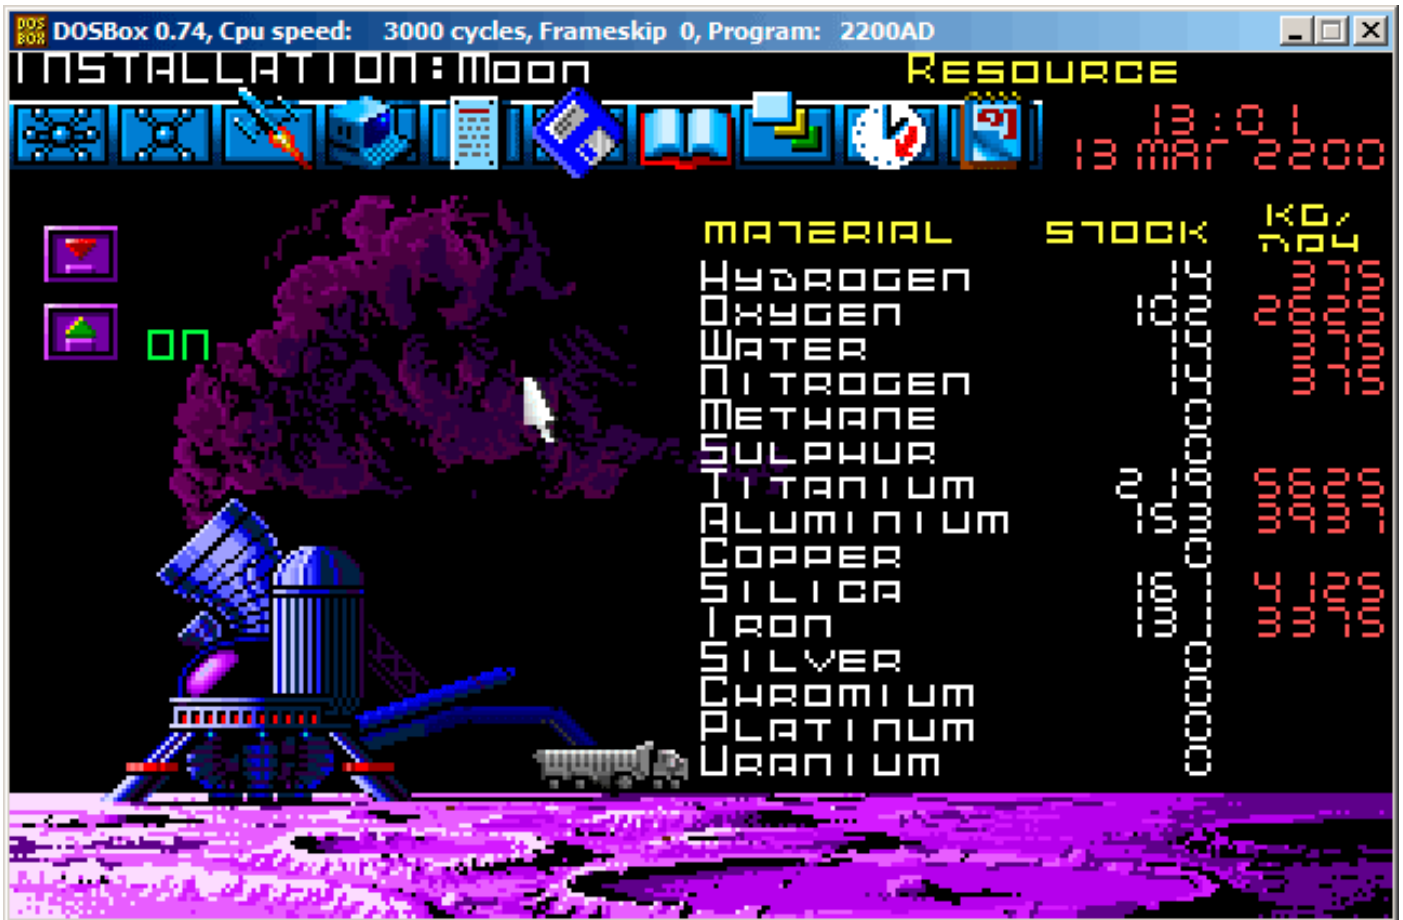 DOS
BOX
DOSBox 0.74, Cpu speed: 3000 cycles, Frameskip 0, Program: 2200AD
INSTALLATION:Moon RESOURCE
13:01
13 MAY 2200
MATERIAL STOCK KG/DAY
HYDROGEN 14 375
OXYGEN 102 2625
WATER 14 375
NITROGEN 14 375
METHANE 0
SULPHUR 0
TITANIUM 219 5625
ALUMINIUM 153 3937
COPPER 0
SILICA 161 4125
IRON 131 3375
SILVER 0
CHROMIUM 0
PLATINUM 0
URANIUM 0
ON